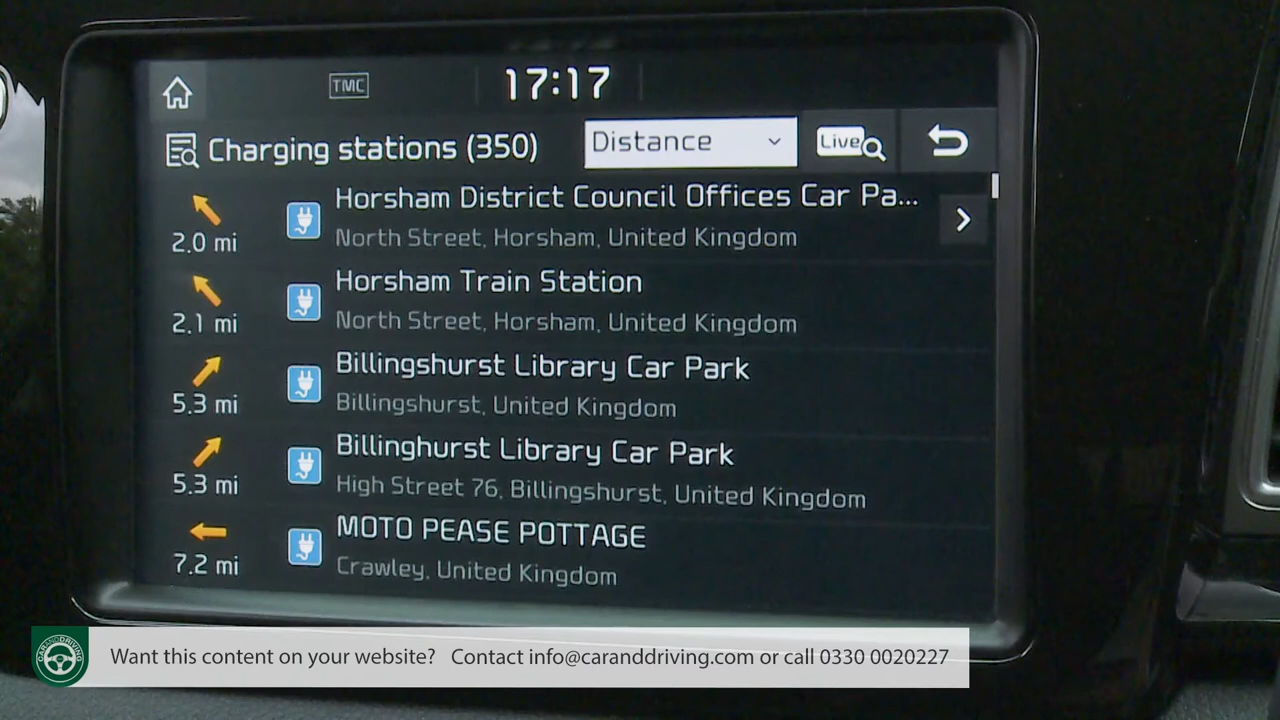 TMC
17:17
Charging stations (350)
Distance
Live
Horsham District Council Offices Car Pa...
North Street, Horsham, United Kingdom
2.0 mi
Horsham Train Station
North Street, Horsham, United Kingdom
2.1 mi
Billingshurst Library Car Park
Billingshurst, United Kingdom
5.3 mi
Billinghurst Library Car Park
High Street 76, Billingshurst, United Kingdom
5.3 mi
MOTO PEASE POTTAGE
Crawley, United Kingdom
7.2 mi
CARANDDRIVING
Want this content on your website? Contact info@caranddriving.com or call 0330 0020227